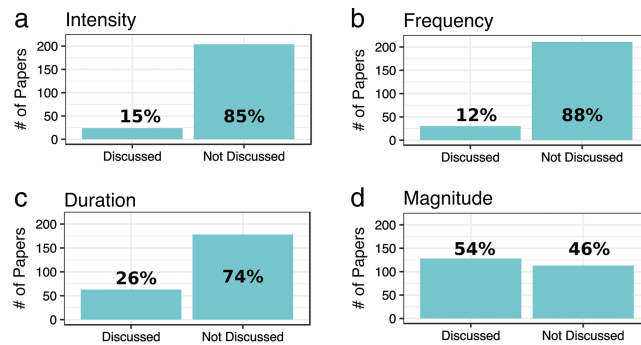 a Intensity
# of Papers
200
150
100
50
0
15%
85%
Discussed
Not Discussed
b Frequency
# of Papers
200
150
100
50
0
12%
88%
Discussed
Not Discussed
c Duration
# of Papers
200
150
100
50
0
26%
74%
Discussed
Not Discussed
d Magnitude
# of Papers
200
150
100
50
0
54%
46%
Discussed
Not Discussed